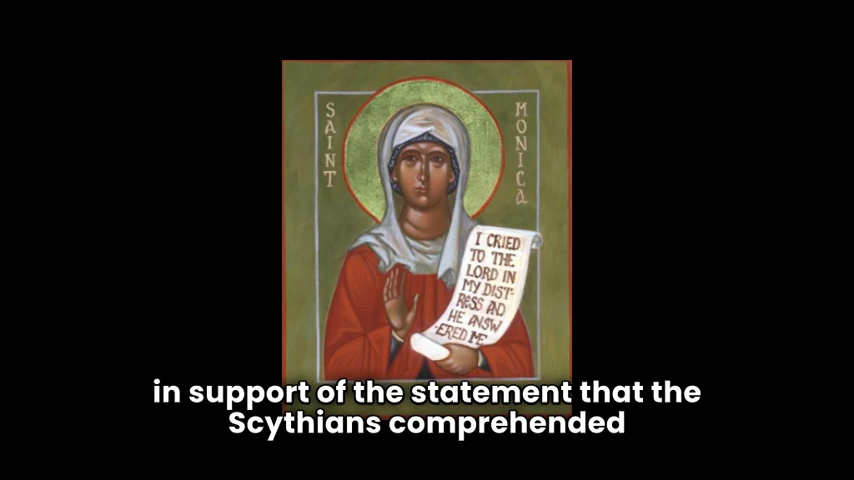 SAINT
MONICA
I CRIED
TO THE
LORD IN
MY DIST-
RESS AND
HE ANSW
-ERED ME
in support of the statement that the
Scythians comprehended